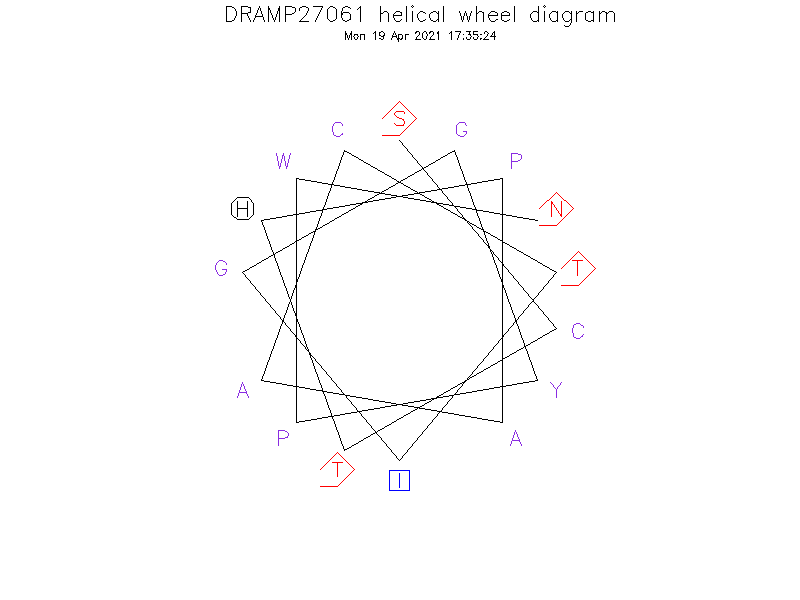 DRAMP27061 helical wheel diagram
Mon 19 Apr 2021 17:35:24
S
C G
W P
H N
G T
C
A Y
P A
T I